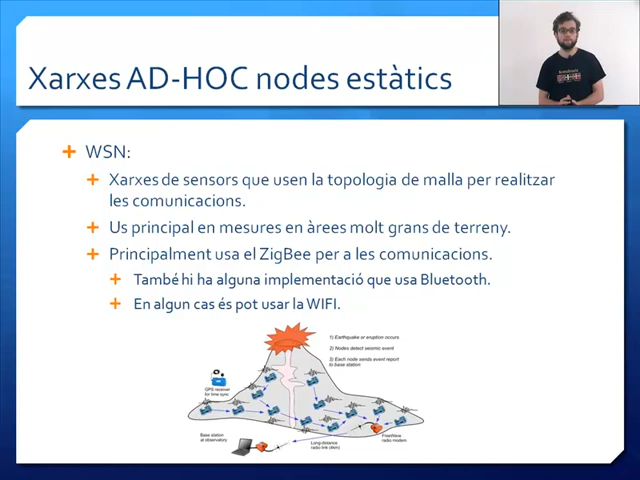 Xarxes AD-HOC nodes estàtics
WSN:
Xarxes de sensors que usen la topologia de malla per realitzar
les comunicacions.
Us principal en mesures en àrees molt grans de terreny.
Principalment usa el ZigBee per a les comunicacions.
També hi ha alguna implementació que usa Bluetooth.
En algun cas és pot usar la WIFI.
1) Earthquake or eruption occurs
2) Nodes detect seismic event
3) Each node sends event report
to base station
GPS receiver
for time sync
Base station
at observatory
Long-distance
radio link (4km)
FreeWave
radio modem